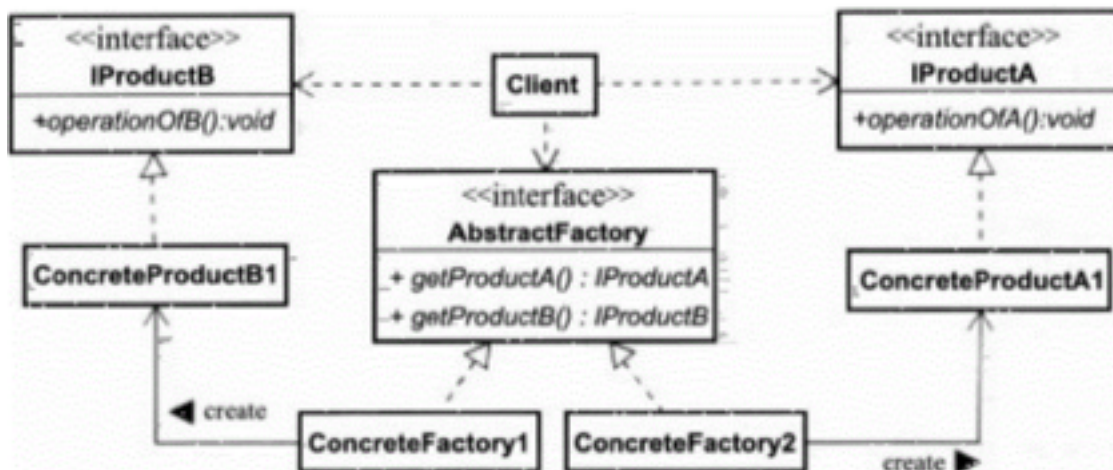 <<interface>>
IProductB
+operationOfB():void
Client
<<interface>>
IProductA
+operationOfA():void
<<interface>>
AbstractFactory
+ getProductA() : IProductA
+ getProductB() : IProductB
ConcreteProductB1
ConcreteProductA1
create
ConcreteFactory1
ConcreteFactory2
create